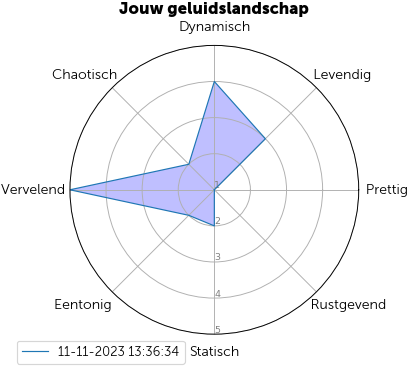 Jouw geluidslandschap
Dynamisch
Chaotisch
Levendig
Vervelend
1
Prettig
2
3
Eentonig
4
Rustgevend
5
11-11-2023 13:36:34
Statisch